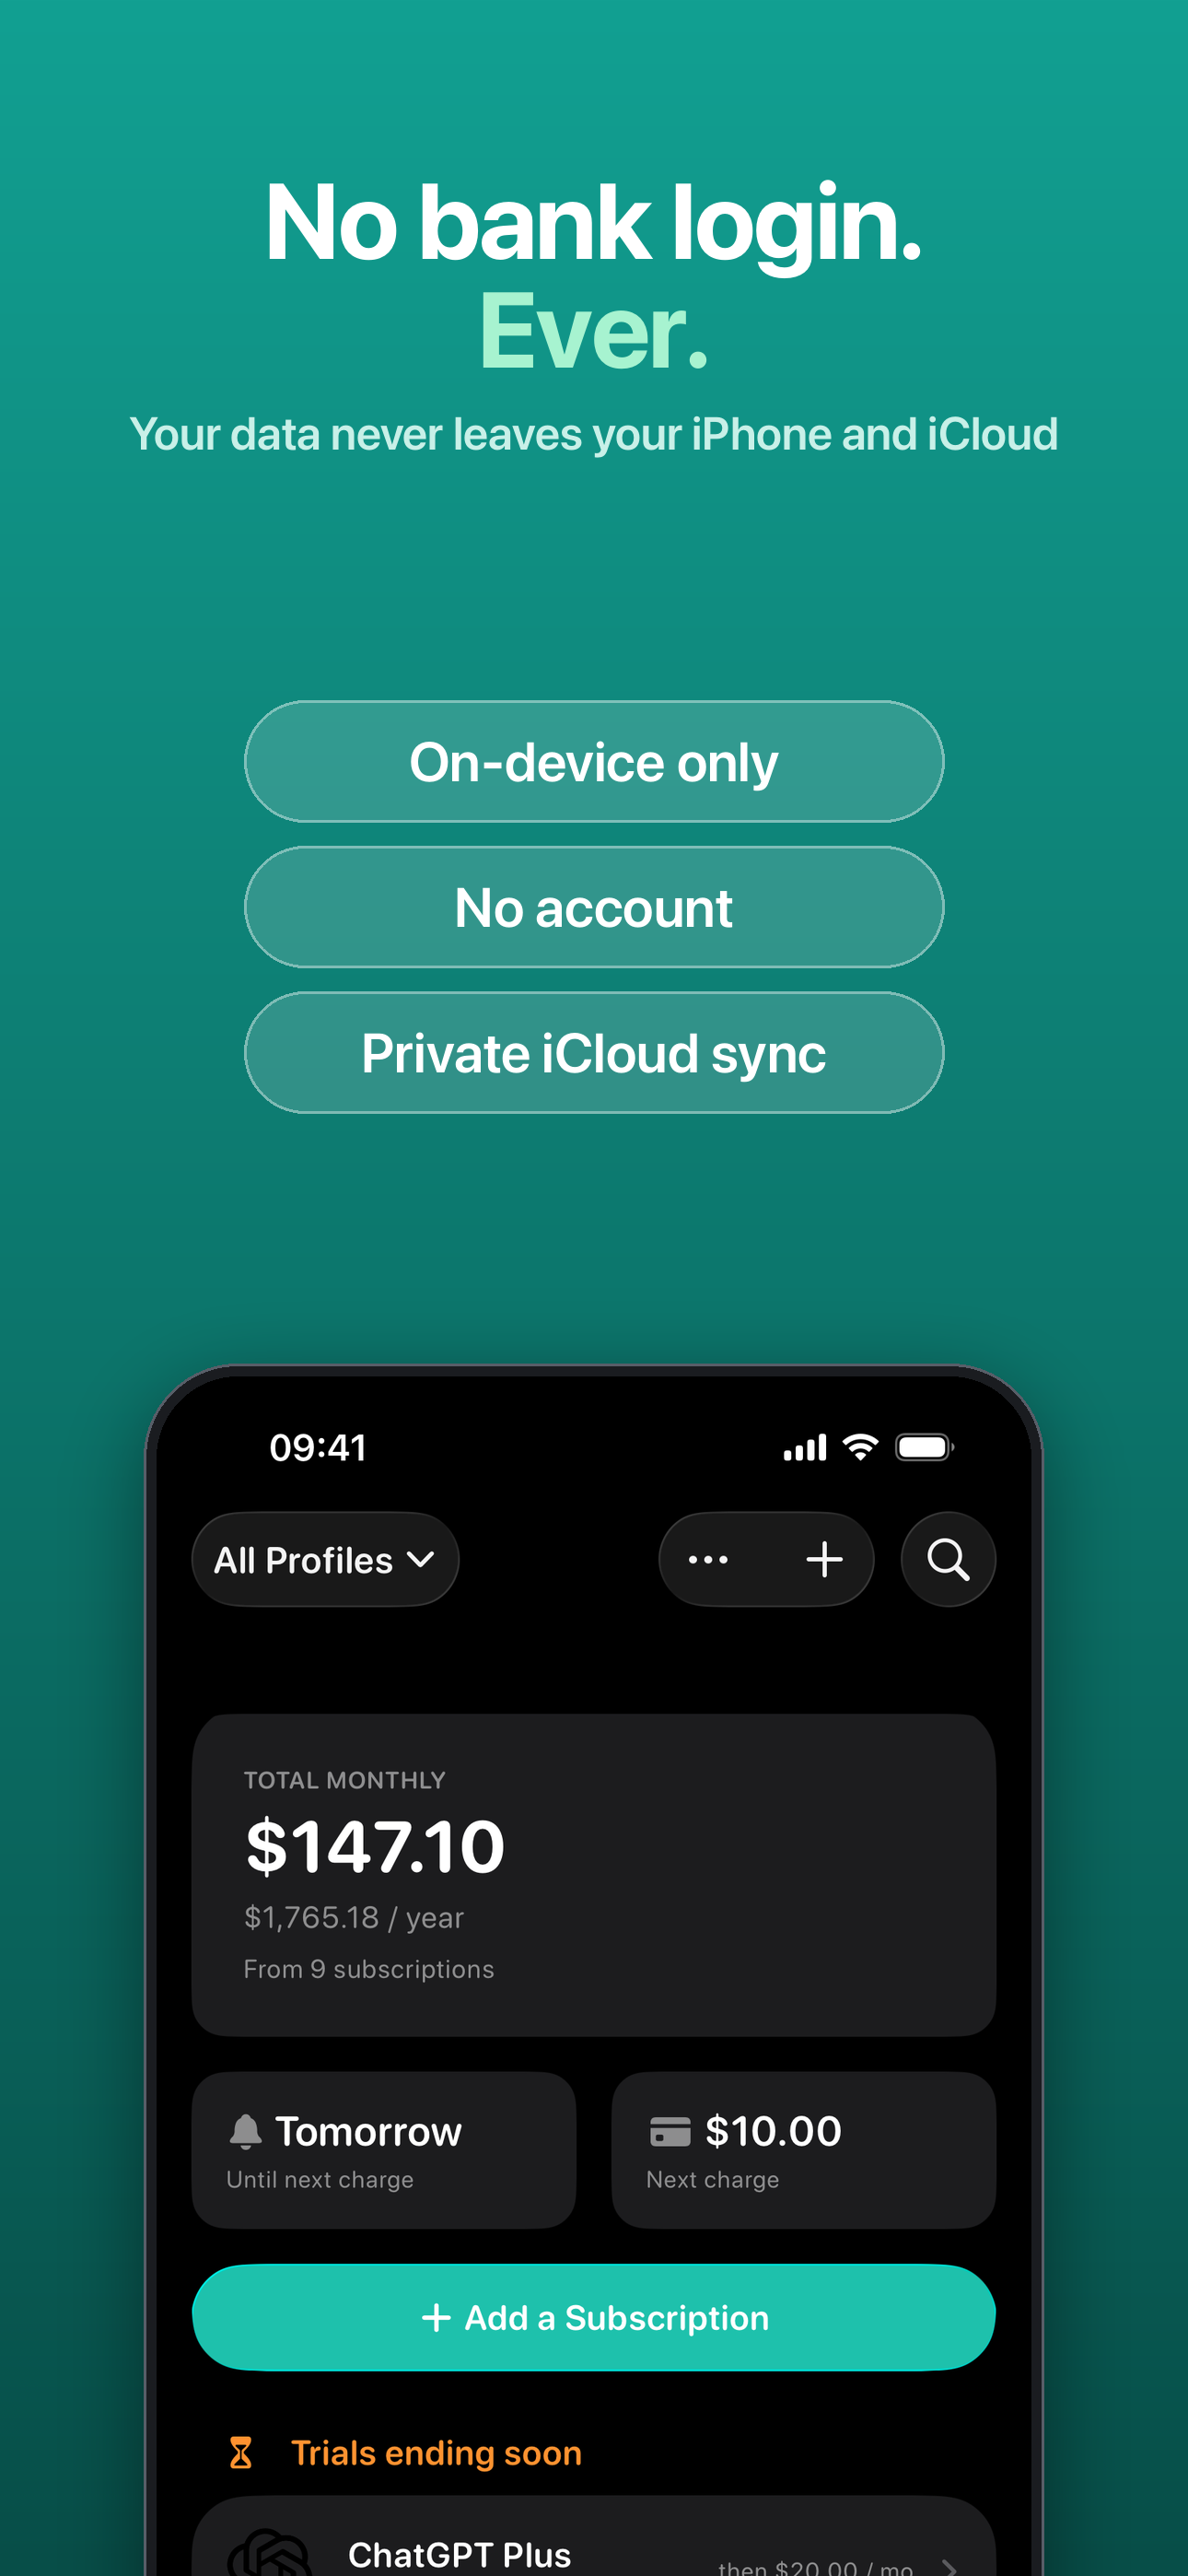 No bank login.
Ever.
Your data never leaves your iPhone and iCloud
On-device only
No account
Private iCloud sync
09:41
All Profiles
TOTAL MONTHLY
$147.10
$1,765.18 / year
From 9 subscriptions
Tomorrow
Until next charge
$10.00
Next charge
+ Add a Subscription
Trials ending soon
ChatGPT Plus
then $20.00 / mo